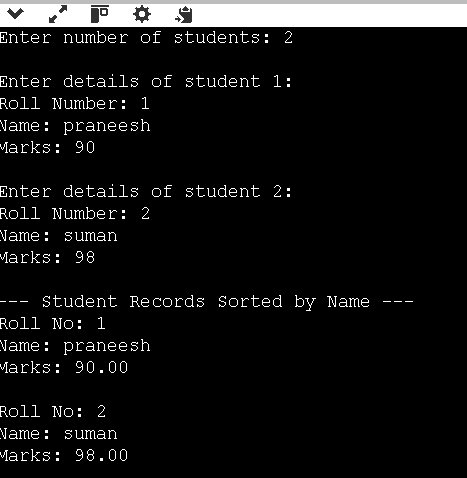 Enter number of students: 2
Enter details of student 1:
Roll Number: 1
Name: praneesh
Marks: 90
Enter details of student 2:
Roll Number: 2
Name: suman
Marks: 98
--- Student Records Sorted by Name ---
Roll No: 1
Name: praneesh
Marks: 90.00
Roll No: 2
Name: suman
Marks: 98.00